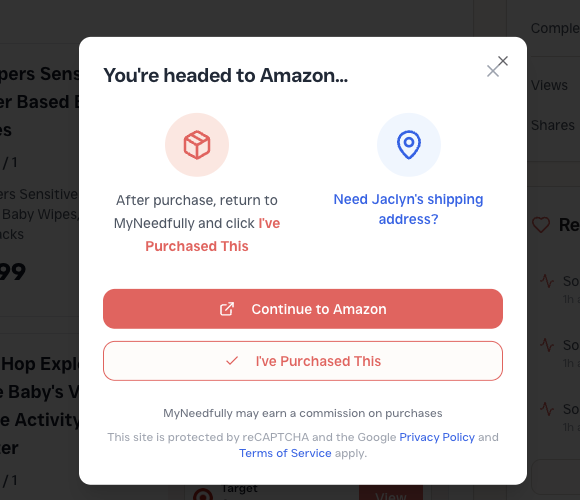 You're headed to Amazon...
After purchase, return to
MyNeedfully and click I've
Purchased This
Need Jaclyn's shipping
address?
Continue to Amazon
I've Purchased This
MyNeedfully may earn a commission on purchases
This site is protected by reCAPTCHA and the Google Privacy Policy and
Terms of Service apply.
pers Sens
er Based B
es
/ 1
ers Sensitive
Baby Wipes,
acks
99
Hop Explo
e Baby's V
e Activity
ter
/ 1
Target
View
Comple
Views
Shares
Re
So
1h
So
1h
So
1h